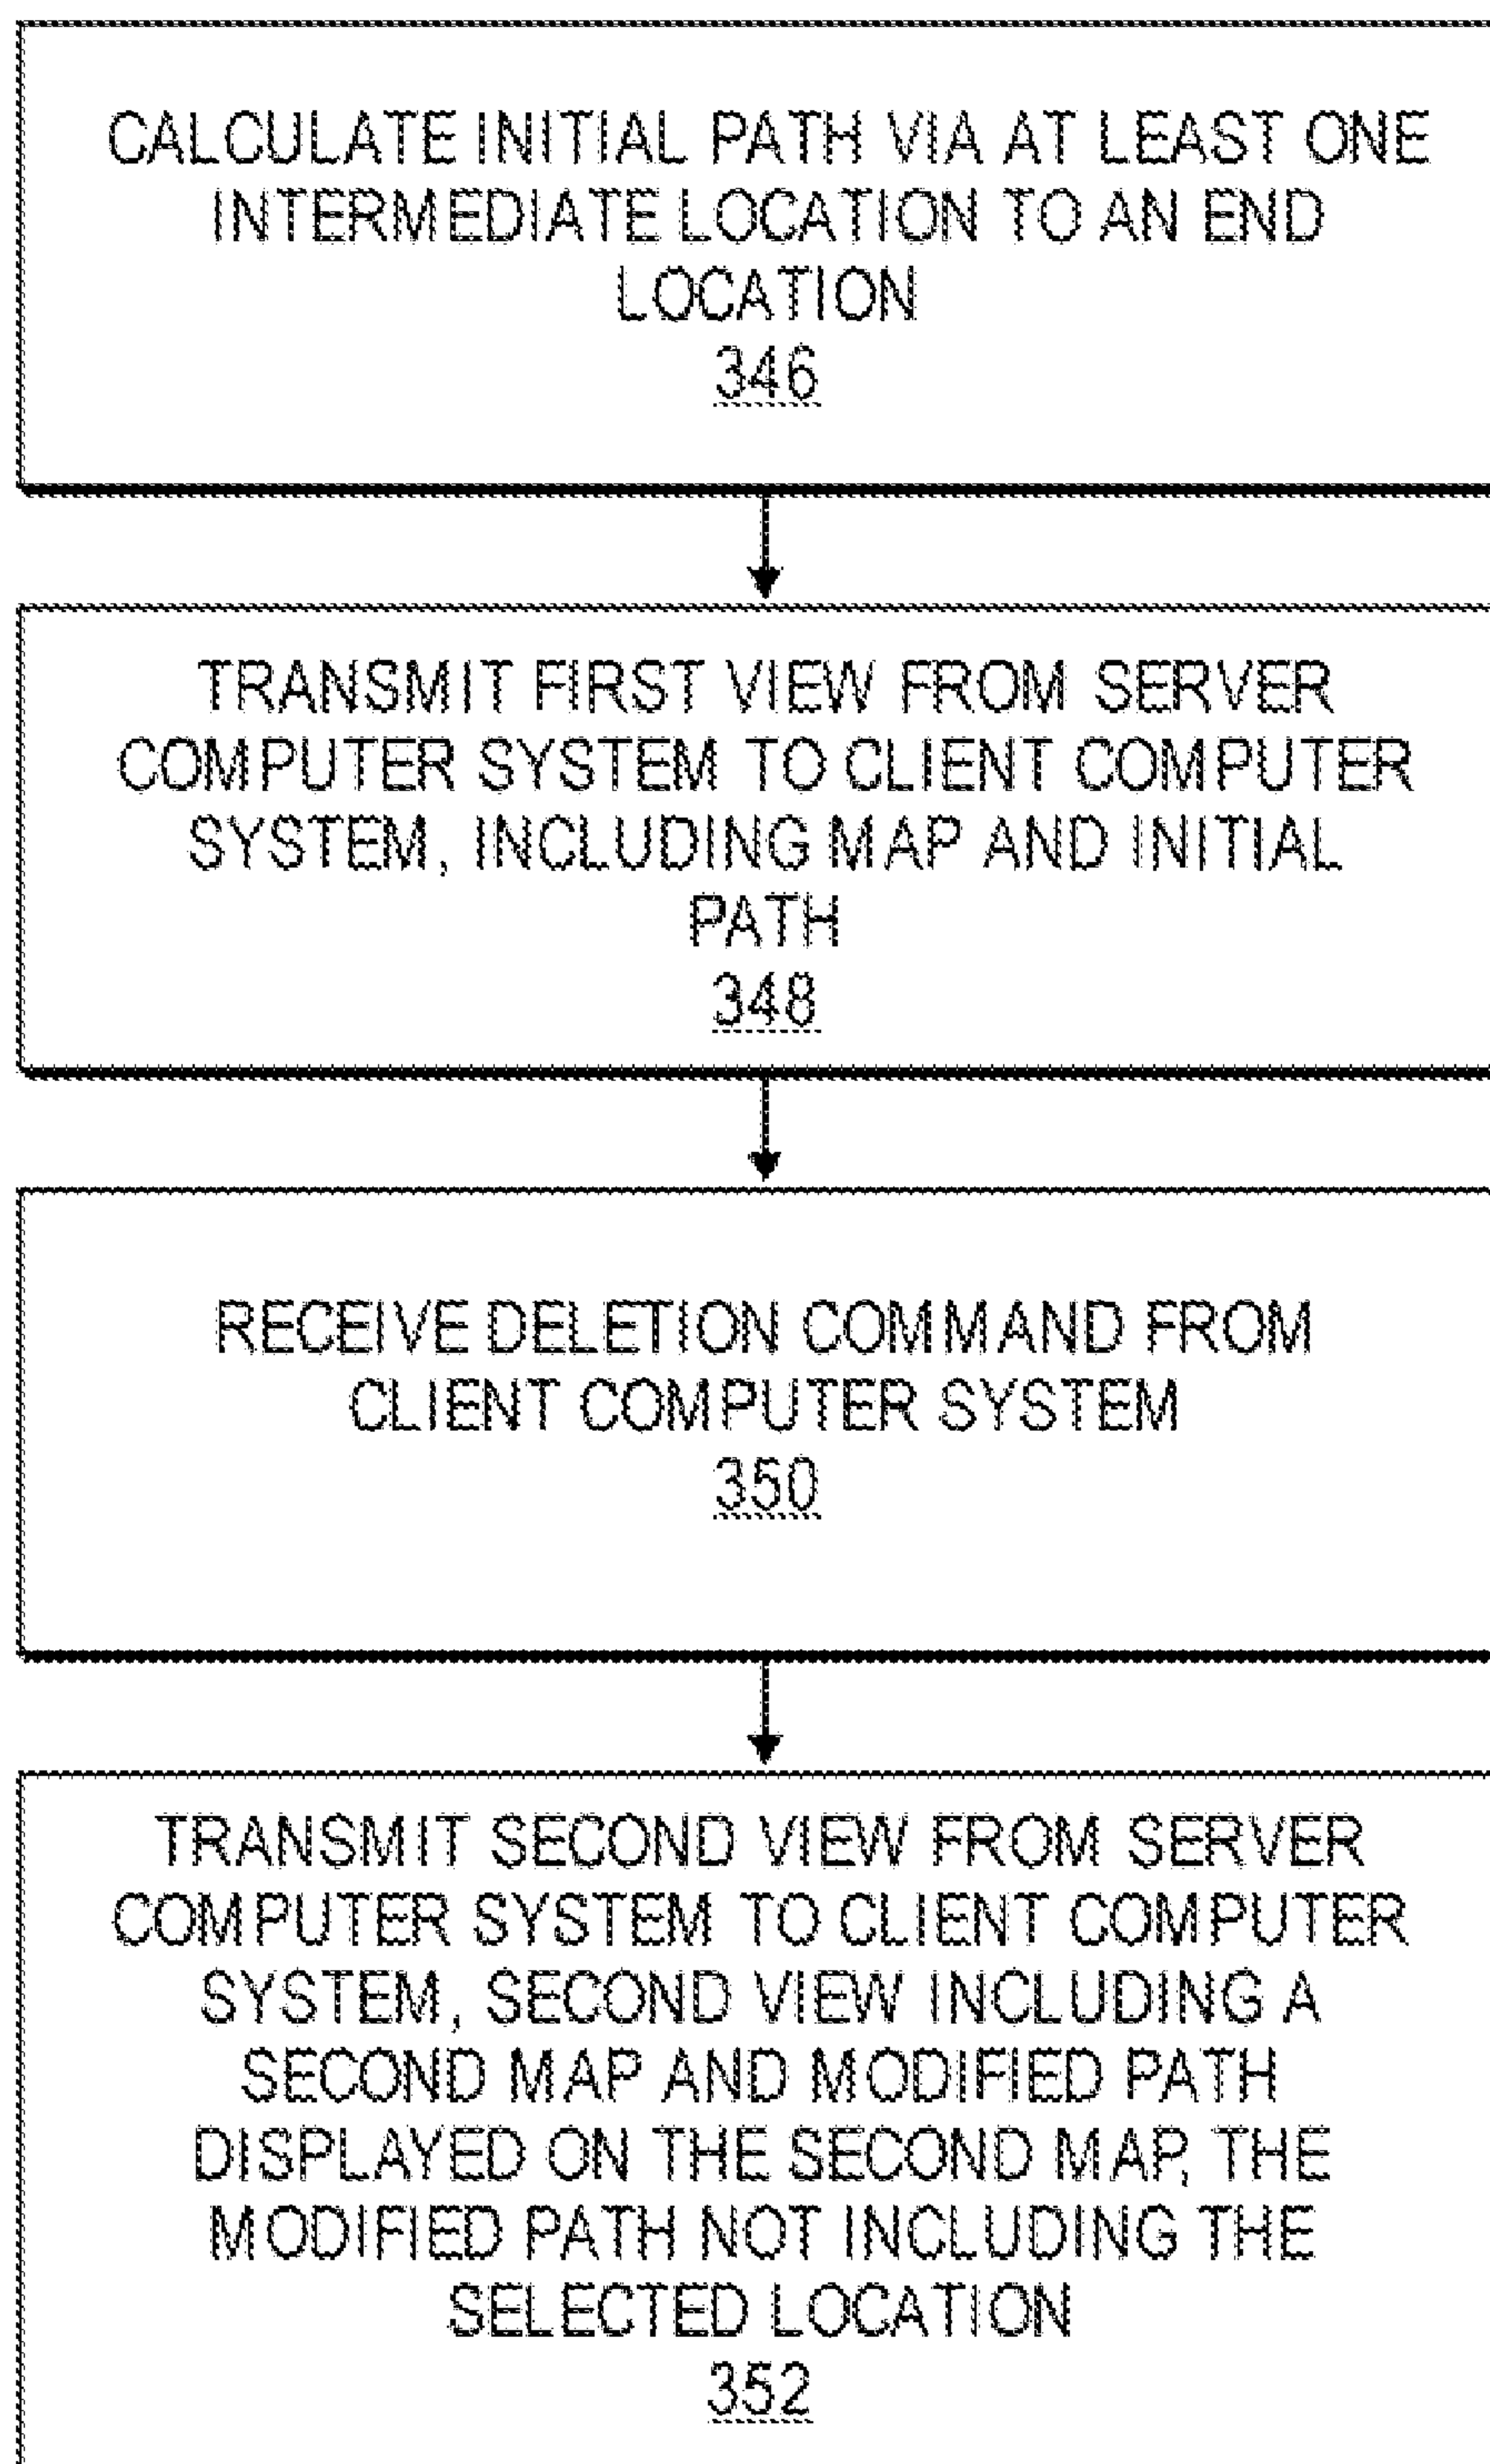 CALCULATE INITIAL PATH VIA AT LEAST ONE
INTERMEDIATE LOCATION TO AN END
LOCATION
346
TRANSMIT FIRST VIEW FROM SERVER
COMPUTER SYSTEM TO CLIENT COMPUTER
SYSTEM, INCLUDING MAP AND INITIAL
PATH
348
RECEIVE DELETION COMMAND FROM
CLIENT COMPUTER SYSTEM
350
TRANSMIT SECOND VIEW FROM SERVER
COMPUTER SYSTEM TO CLIENT COMPUTER
SYSTEM, SECOND VIEW INCLUDING A
SECOND MAP AND MODIFIED PATH
DISPLAYED ON THE SECOND MAP, THE
MODIFIED PATH NOT INCLUDING THE
SELECTED LOCATION
352